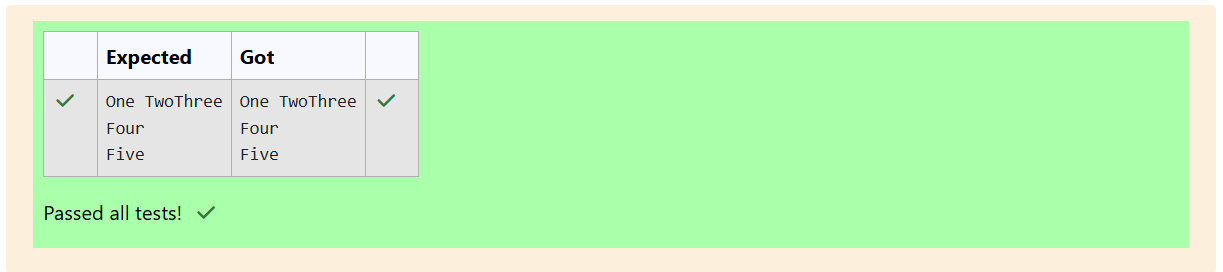 Expected Got
One TwoThree One TwoThree
Four Four
Five Five
Passed all tests!